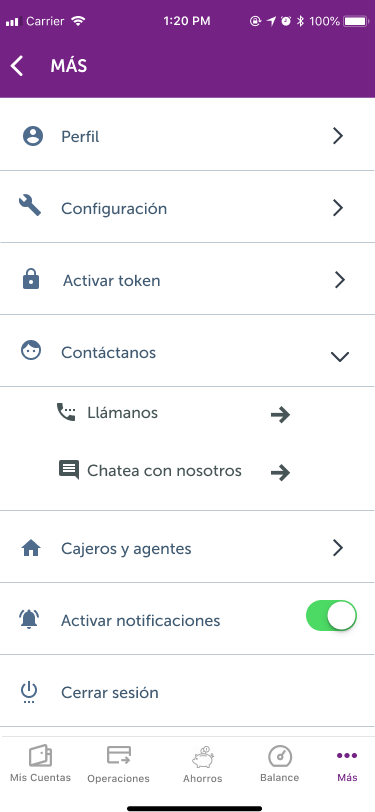 Carrier 1:20 PM 100%
MÁS
Perfil
Configuración
Activar token
Contáctanos
Llámanos
Chatea con nosotros
Cajeros y agentes
Activar notificaciones
Cerrar sesión
Mis Cuentas Operaciones Ahorros Balance Más